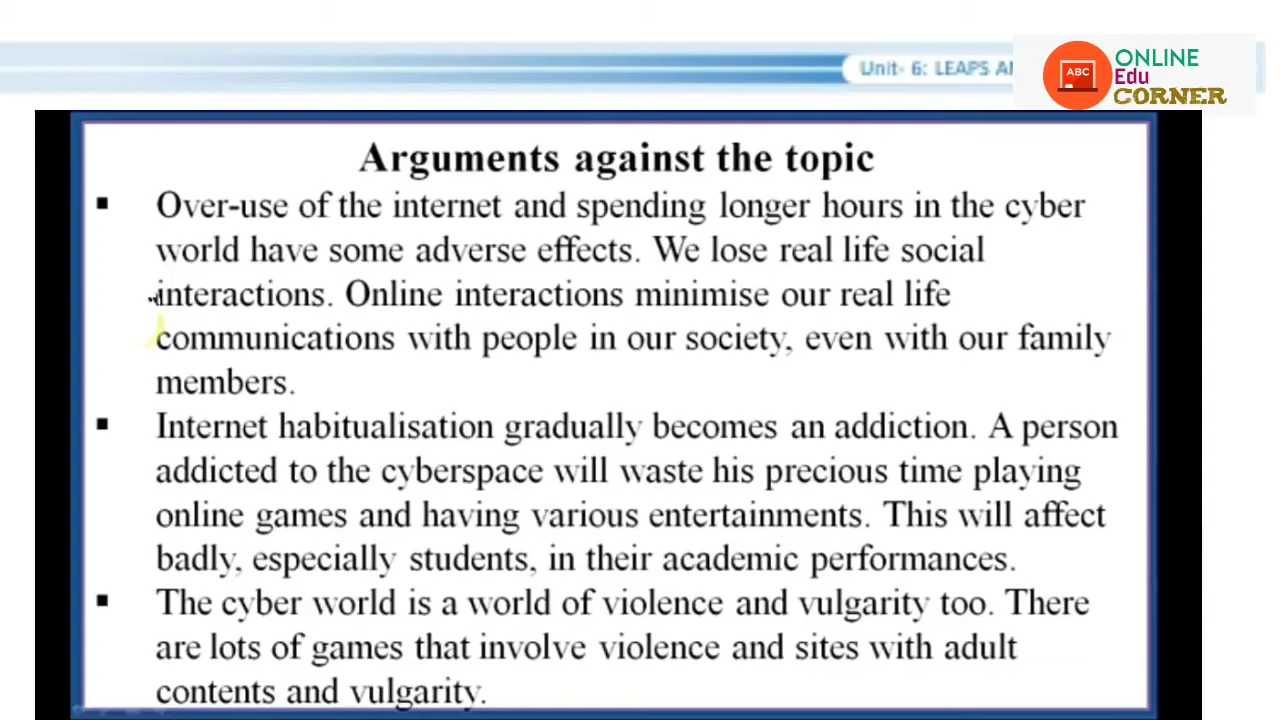 Unit- 6: LEAPS AN
ABC
ONLINE
Edu
CORNER
Arguments against the topic
▪ Over-use of the internet and spending longer hours in the cyber
world have some adverse effects. We lose real life social
interactions. Online interactions minimise our real life
communications with people in our society, even with our family
members.
▪ Internet habitualisation gradually becomes an addiction. A person
addicted to the cyberspace will waste his precious time playing
online games and having various entertainments. This will affect
badly, especially students, in their academic performances.
▪ The cyber world is a world of violence and vulgarity too. There
are lots of games that involve violence and sites with adult
contents and vulgarity.